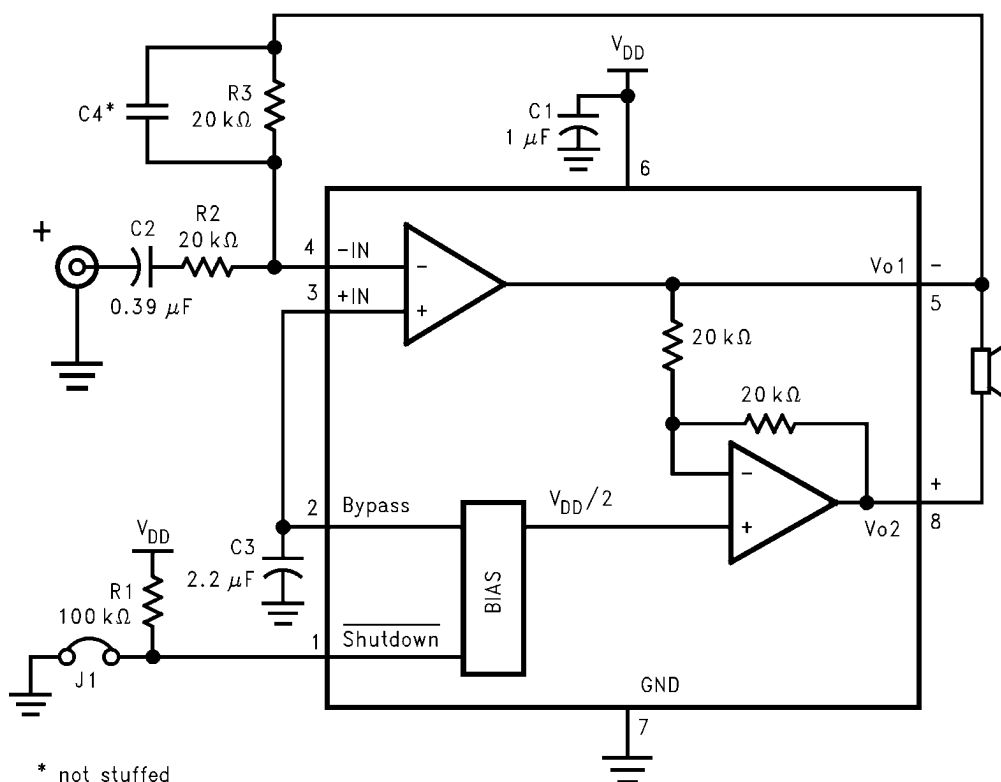 V_DD
C1
1 μF
6
C4*
R3
20 kΩ
+
C2
0.39 μF
R2
20 kΩ
4
-IN
3
+IN
-
+
Vo1
-
5
20 kΩ
20 kΩ
-
+
+
8
Vo2
2
Bypass
V_DD/2
BIAS
C3
2.2 μF
V_DD
R1
100 kΩ
1
Shutdown
J1
GND
7
* not stuffed